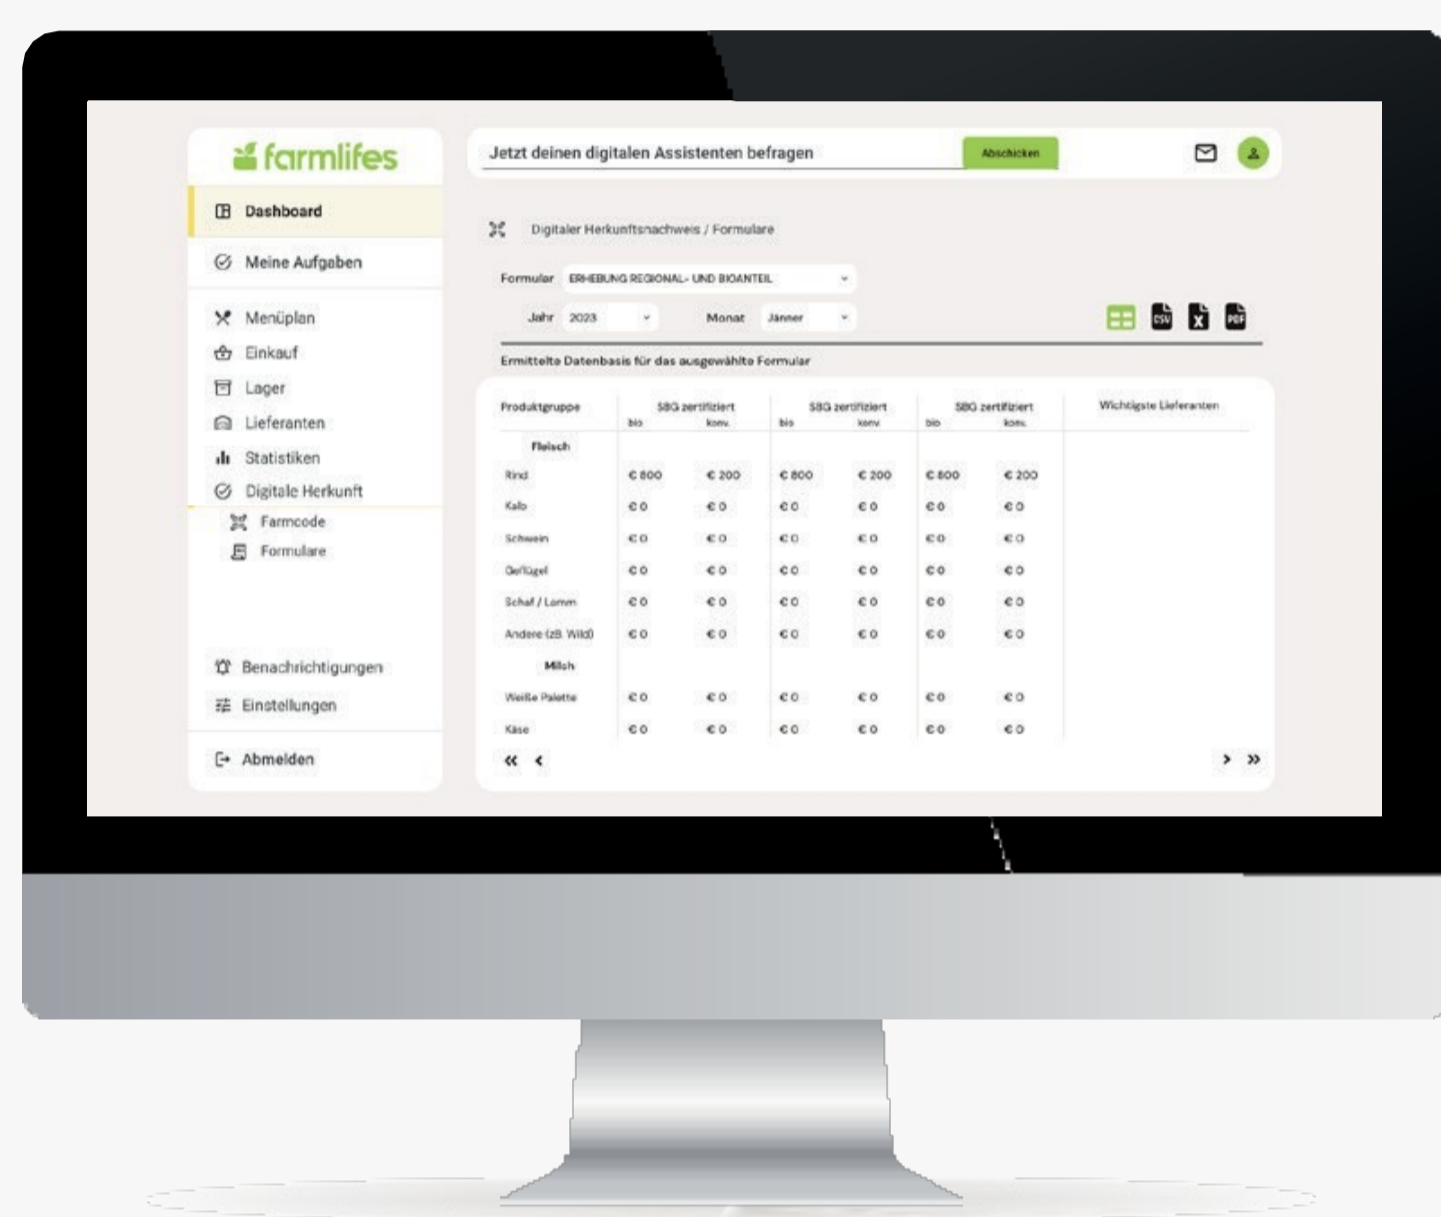 farmlifes
Jetzt deinen digitalen Assistenten befragen
Abschicken
Dashboard
Meine Aufgaben
Menüplan
Einkauf
Lager
Lieferanten
Statistiken
Digitale Herkunft
Farmcode
Formulare
Benachrichtigungen
Einstellungen
Abmelden
Digitaler Herkunftsnachweis / Formulare
Formular ERHEBUNG REGIONAL- UND BIOANTEIL
Jahr 2023 Monat Jänner
CSV X PDF
Ermittelte Datenbasis für das ausgewählte Formular
Produktgruppe SBG zertifiziert SBG zertifiziert SBG zertifiziert Wichtigste Lieferanten
bio konv. bio konv. bio konv.
Fleisch
Rind € 800 € 200 € 800 € 200 € 800 € 200
Kalb € 0 € 0 € 0 € 0 € 0 € 0
Schwein € 0 € 0 € 0 € 0 € 0 € 0
Geflügel € 0 € 0 € 0 € 0 € 0 € 0
Schaf / Lamm € 0 € 0 € 0 € 0 € 0 € 0
Andere (zB. Wild) € 0 € 0 € 0 € 0 € 0 € 0
Milch
Weiße Palette € 0 € 0 € 0 € 0 € 0 € 0
Käse € 0 € 0 € 0 € 0 € 0 € 0